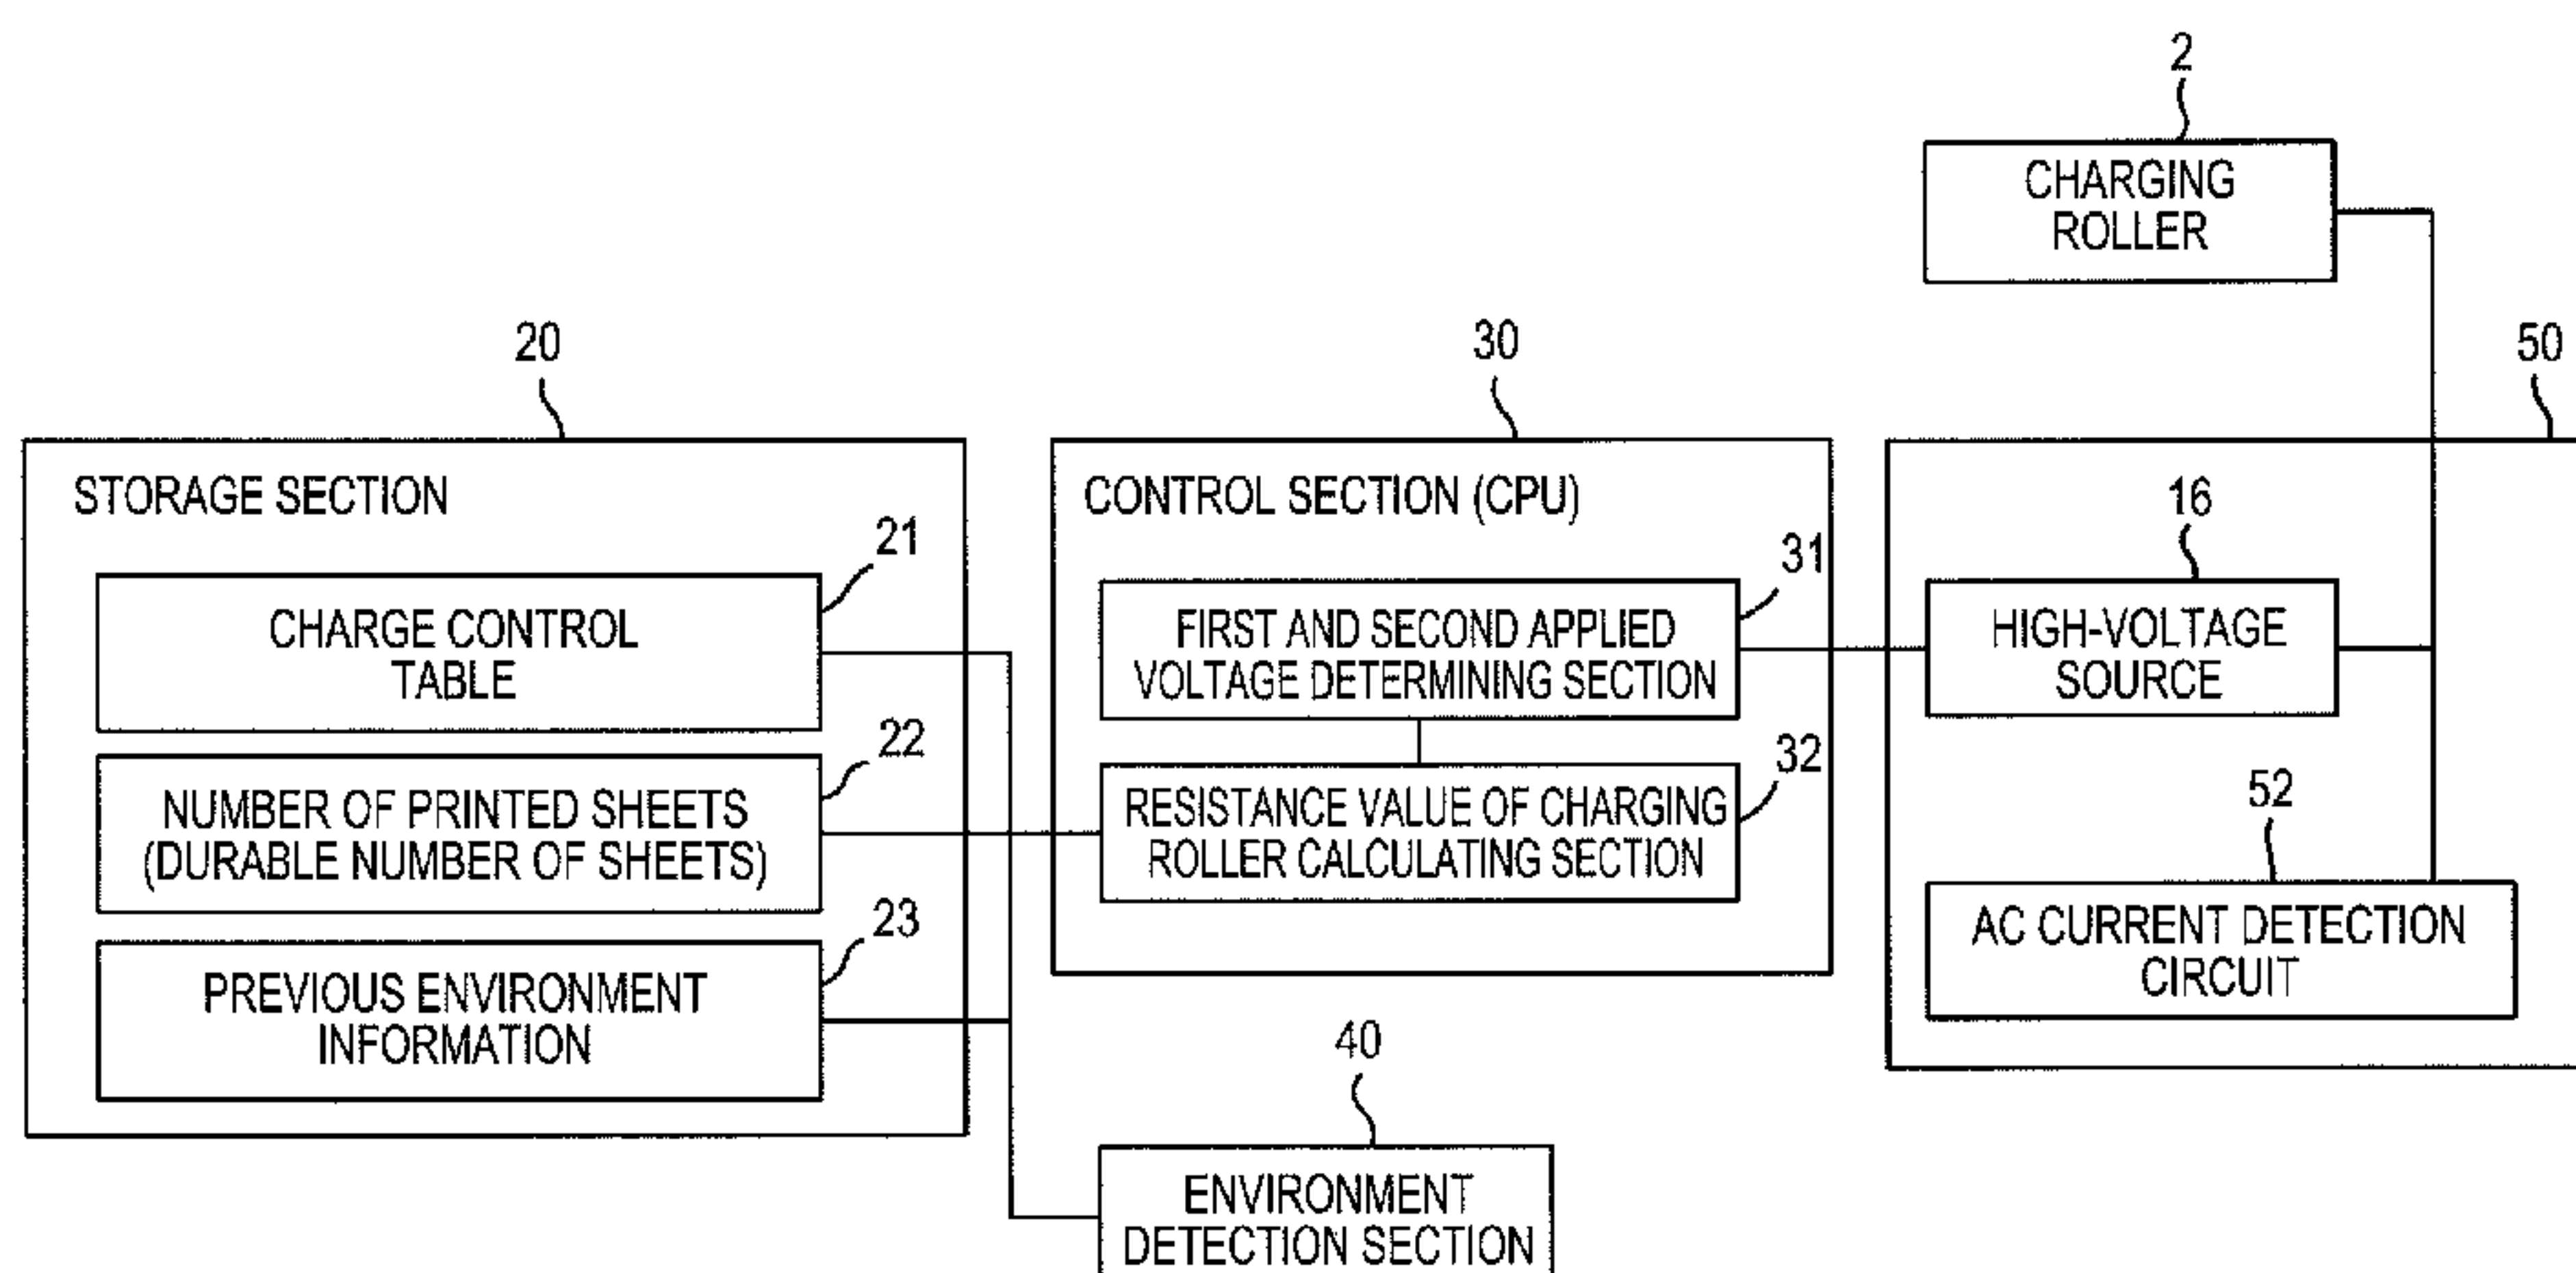 2
CHARGING
ROLLER
20
30
50
STORAGE SECTION
21
CHARGE CONTROL
TABLE
22
NUMBER OF PRINTED SHEETS
(DURABLE NUMBER OF SHEETS)
23
PREVIOUS ENVIRONMENT
INFORMATION
CONTROL SECTION (CPU)
31
FIRST AND SECOND APPLIED
VOLTAGE DETERMINING SECTION
32
RESISTANCE VALUE OF CHARGING
ROLLER CALCULATING SECTION
16
HIGH-VOLTAGE
SOURCE
52
AC CURRENT DETECTION
CIRCUIT
40
ENVIRONMENT
DETECTION SECTION